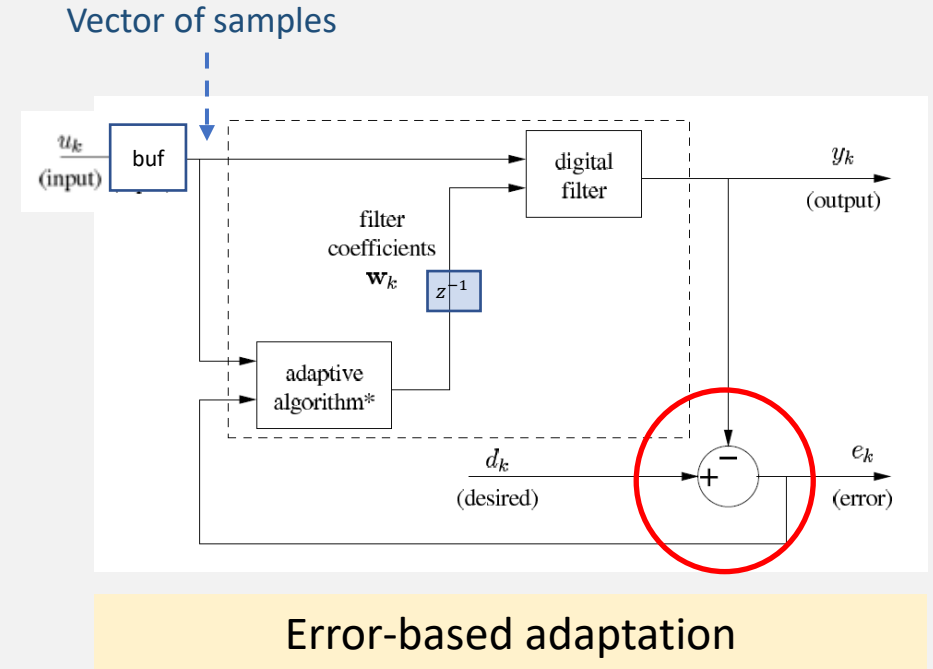 Vector of samples
u_k
(input)
buf
digital
filter
y_k
(output)
filter
coefficients
w_k
z^{-1}
adaptive
algorithm*
d_k
(desired)
+
−
e_k
(error)
Error-based adaptation